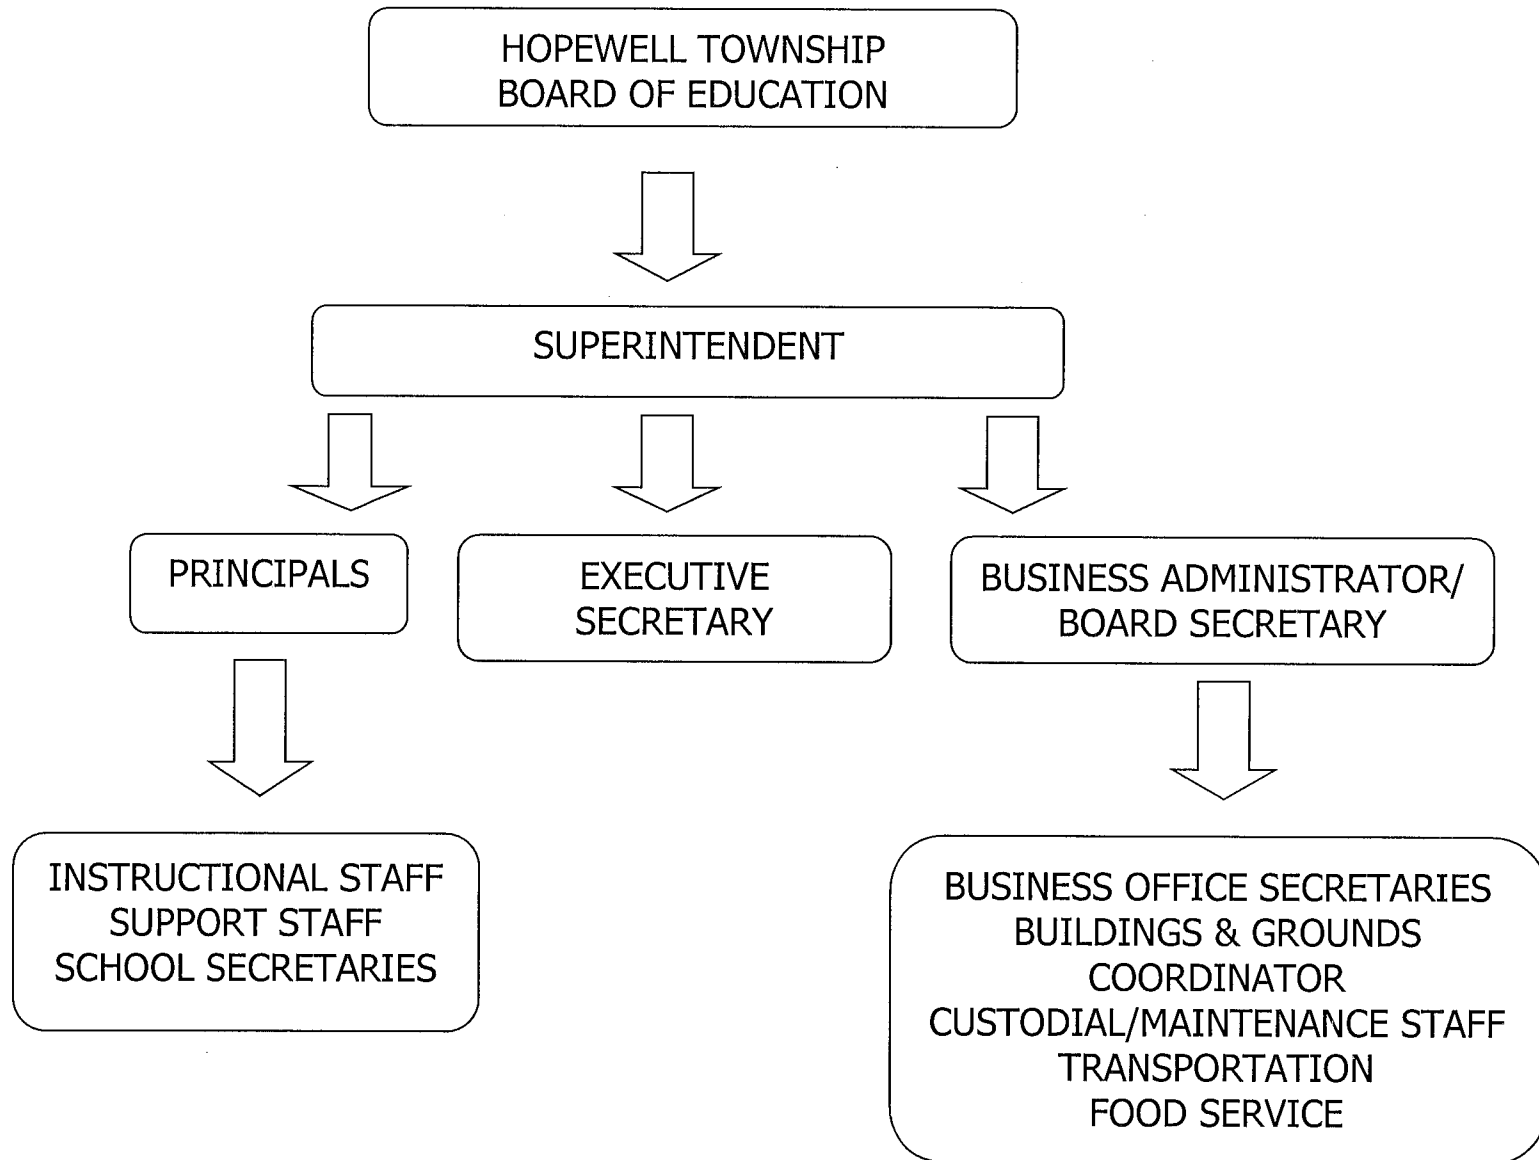 HOPEWELL TOWNSHIP
BOARD OF EDUCATION
SUPERINTENDENT
PRINCIPALS
EXECUTIVE
SECRETARY
BUSINESS ADMINISTRATOR/
BOARD SECRETARY
INSTRUCTIONAL STAFF
SUPPORT STAFF
SCHOOL SECRETARIES
BUSINESS OFFICE SECRETARIES
BUILDINGS & GROUNDS
COORDINATOR
CUSTODIAL/MAINTENANCE STAFF
TRANSPORTATION
FOOD SERVICE